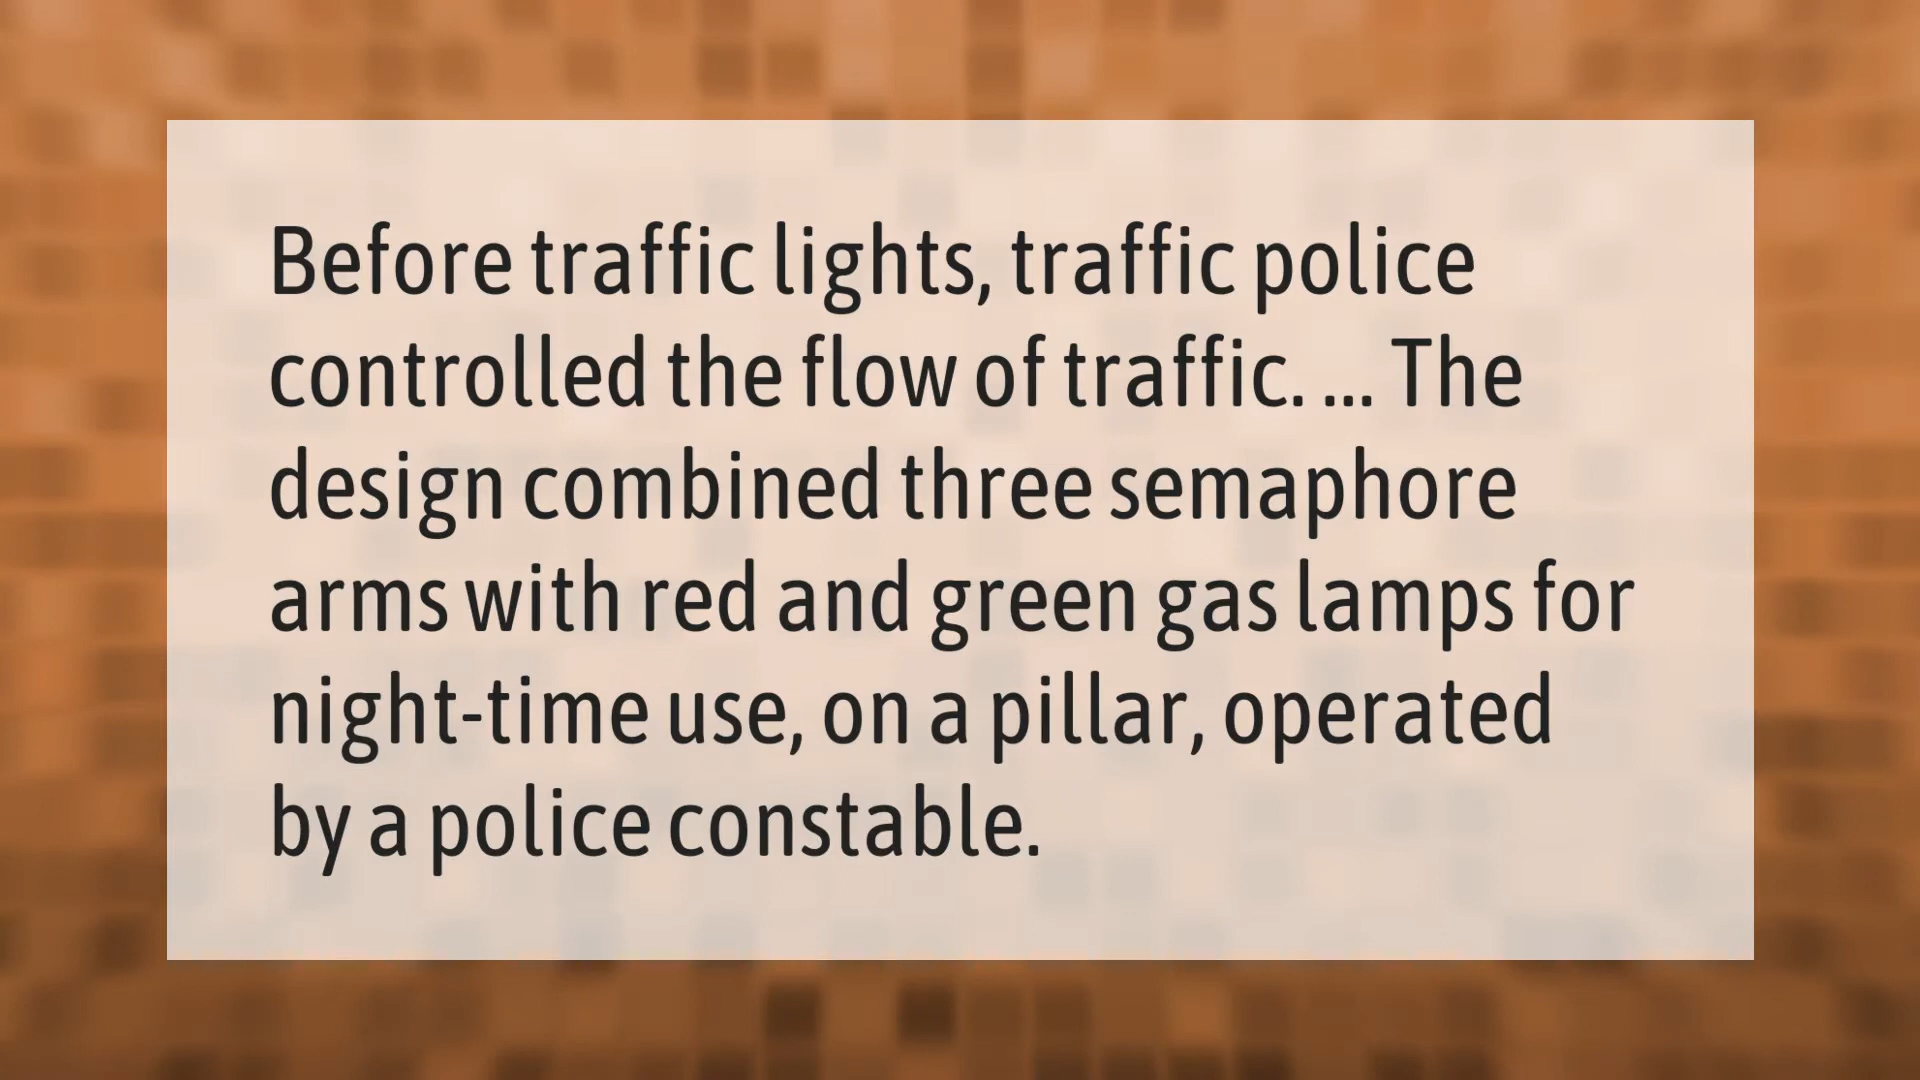 Before traffic lights, traffic police
controlled the flow of traffic. ... The
design combined three semaphore
arms with red and green gas lamps for
night-time use, on a pillar, operated
by a police constable.